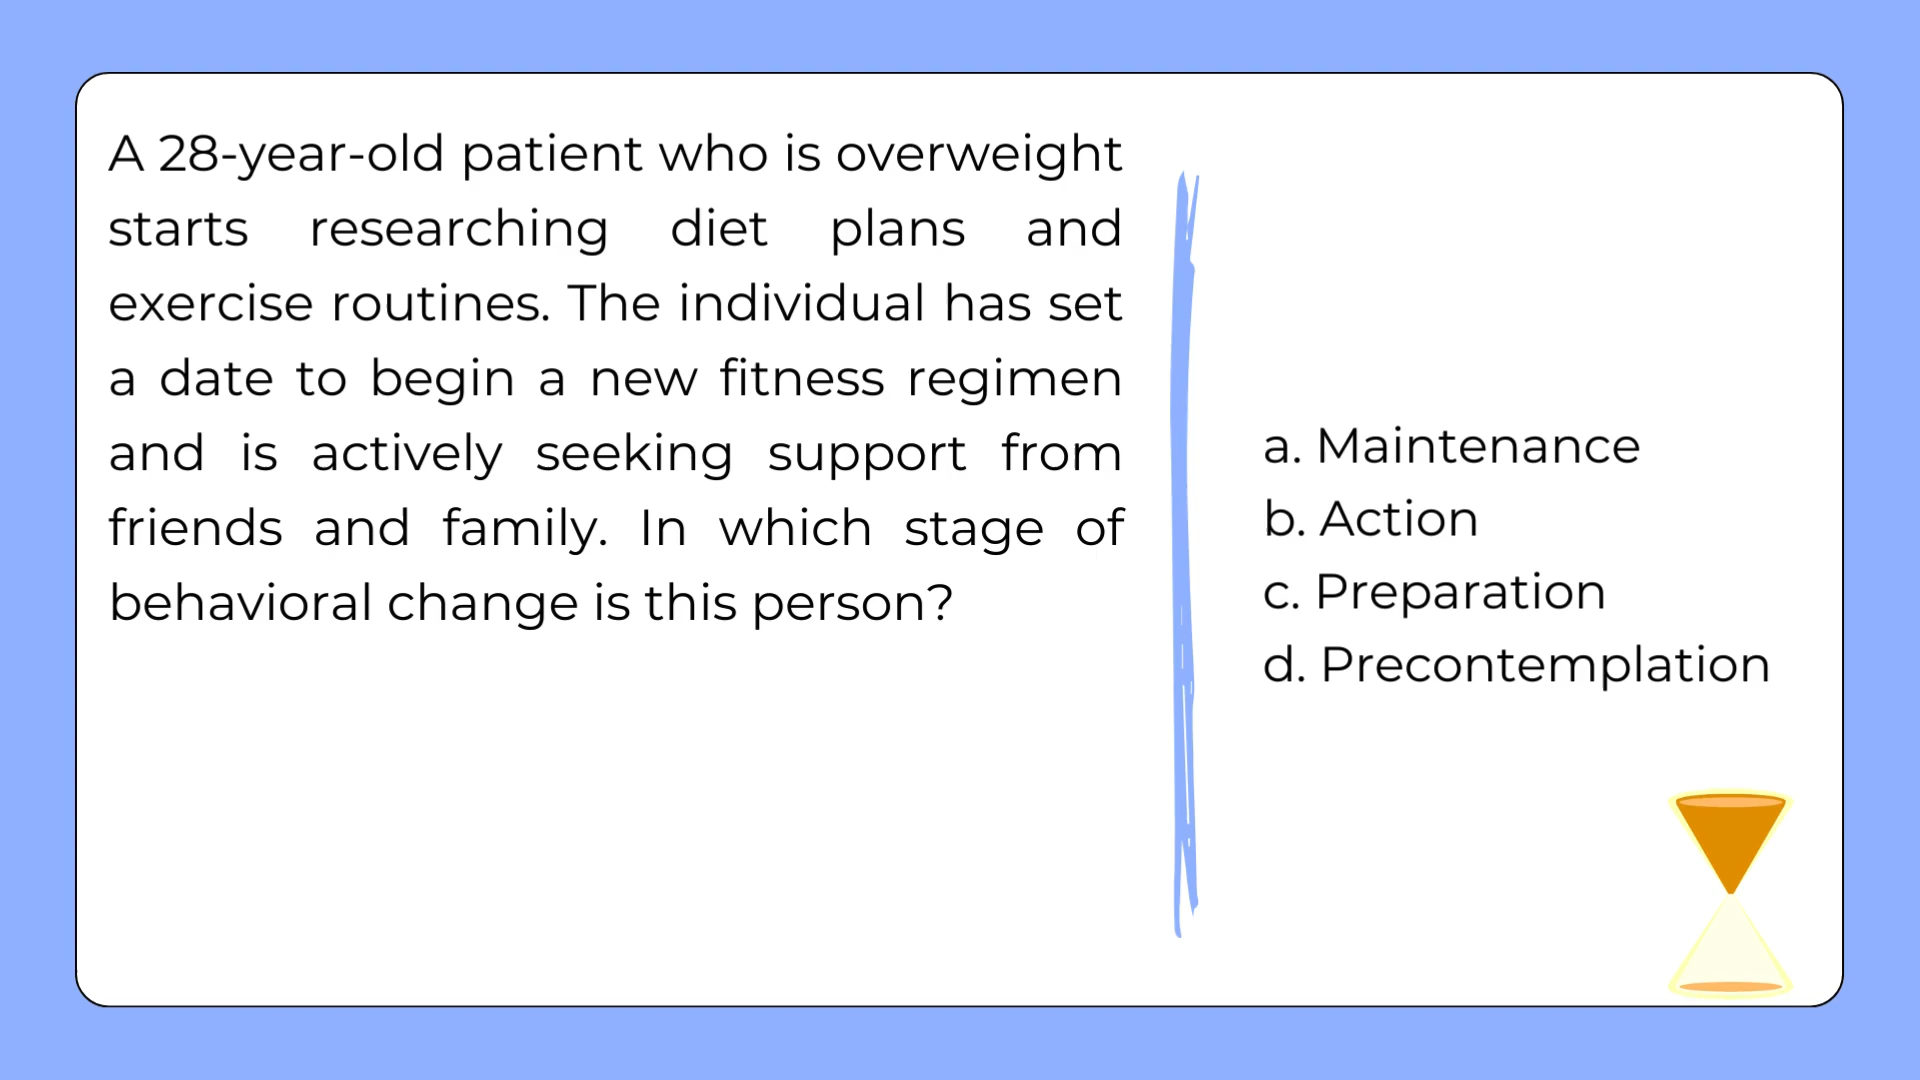 A 28-year-old patient who is overweight
starts researching diet plans and
exercise routines. The individual has set
a date to begin a new fitness regimen
and is actively seeking support from
friends and family. In which stage of
behavioral change is this person?
a. Maintenance
b. Action
c. Preparation
d. Precontemplation